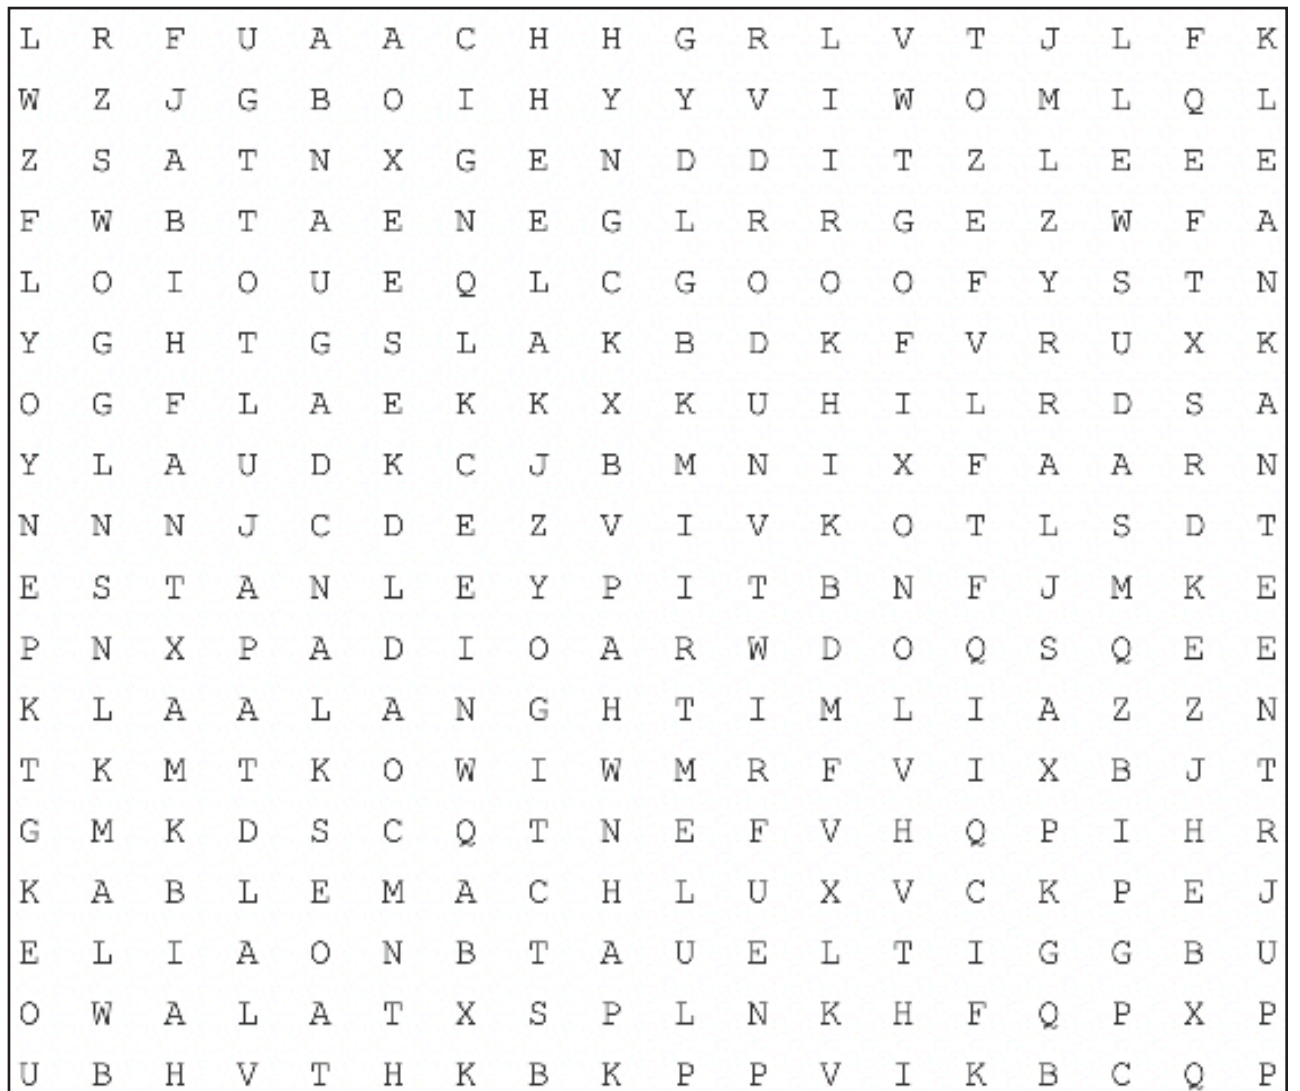 L R F U A A C H H G R L V T J L F K
W Z J G B O I H Y Y V I W O M L Q L
Z S A T N X G E N D D I T Z L E E E
F W B T A E N E G L R R G E Z W F A
L O I O U E Q L C G O O O F Y S T N
Y G H T G S L A K B D K F V R U X K
O G F L A E K K X K U H I L R D S A
Y L A U D K C J B M N I X F A A R N
N N N J C D E Z V I V K O T L S D T
E S T A N L E Y P I T B N F J M K E
P N X P A D I O A R W D O Q S Q E E
K L A A L A N G H T I M L I A Z Z N
T K M T K O W I W M R F V I X B J T
G M K D S C Q T N E F V H Q P I H R
K A B L E M A C H L U X V C K P E J
E L I A O N B T A U E L T I G G B U
O W A L A T X S P L N K H F Q P X P
U B H V T H K B K P P V I K B C Q P